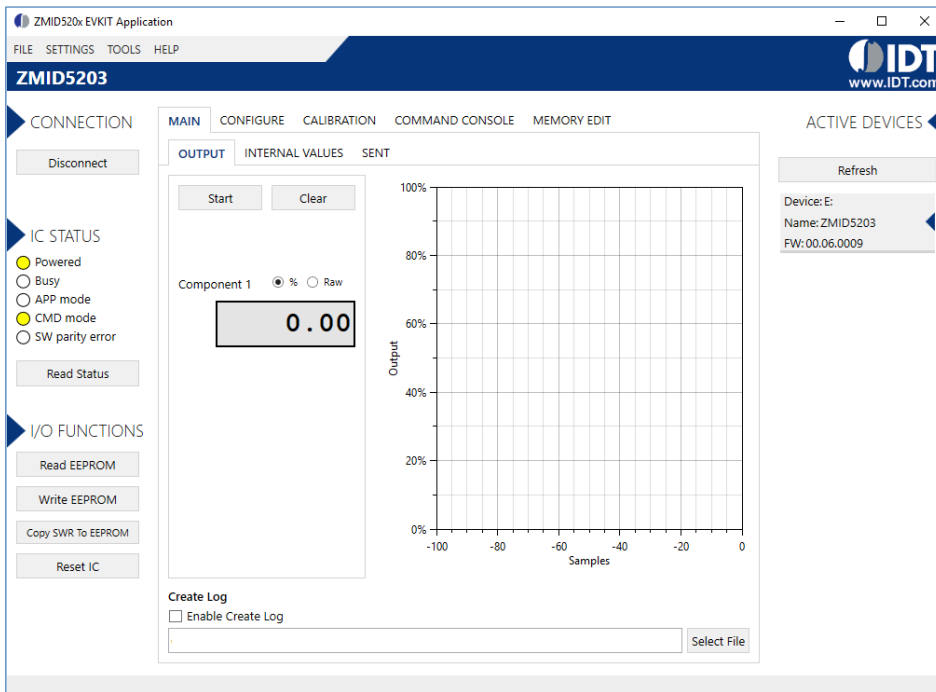 ZMID520x EVKIT Application
FILE SETTINGS TOOLS HELP
IDT
www.IDT.com
ZMID5203
CONNECTION
Disconnect
IC STATUS
Powered
Busy
APP mode
CMD mode
SW parity error
Read Status
I/O FUNCTIONS
Read EEPROM
Write EEPROM
Copy SWR To EEPROM
Reset IC
MAIN CONFIGURE CALIBRATION COMMAND CONSOLE MEMORY EDIT
OUTPUT INTERNAL VALUES SENT
Start Clear
Component 1 % Raw
0.00
100%
80%
60%
40%
20%
0%
Output
-100 -80 -60 -40 -20 0
Samples
Create Log
Enable Create Log
Select File
ACTIVE DEVICES
Refresh
Device: E:
Name: ZMID5203
FW: 00.06.0009